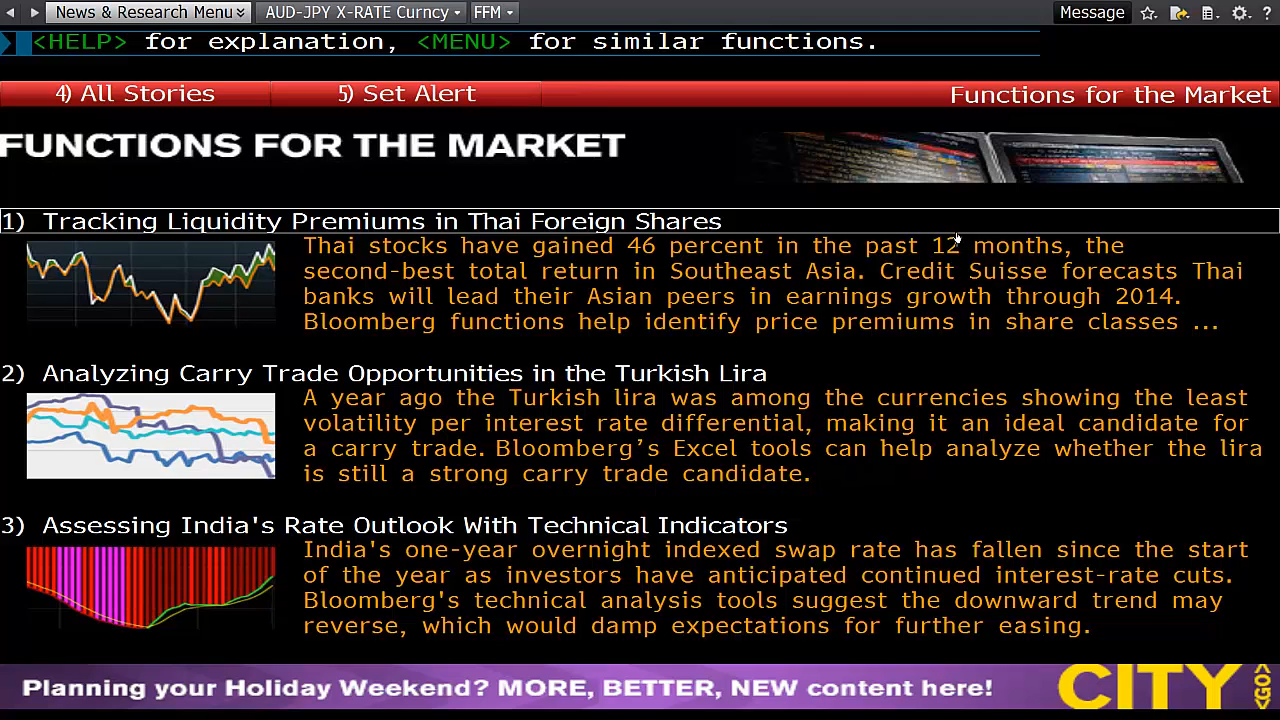 News & Research Menu AUD-JPY X-RATE Curncy FFM Message ?
<HELP> for explanation, <MENU> for similar functions.
4) All Stories 5) Set Alert Functions for the Market
FUNCTIONS FOR THE MARKET
1) Tracking Liquidity Premiums in Thai Foreign Shares
Thai stocks have gained 46 percent in the past 12 months, the
second-best total return in Southeast Asia. Credit Suisse forecasts Thai
banks will lead their Asian peers in earnings growth through 2014.
Bloomberg functions help identify price premiums in share classes ...
2) Analyzing Carry Trade Opportunities in the Turkish Lira
A year ago the Turkish lira was among the currencies showing the least
volatility per interest rate differential, making it an ideal candidate for
a carry trade. Bloomberg’s Excel tools can help analyze whether the lira
is still a strong carry trade candidate.
3) Assessing India's Rate Outlook With Technical Indicators
India's one-year overnight indexed swap rate has fallen since the start
of the year as investors have anticipated continued interest-rate cuts.
Bloomberg's technical analysis tools suggest the downward trend may
reverse, which would damp expectations for further easing.
Planning your Holiday Weekend? MORE, BETTER, NEW content here! CITY <GO>